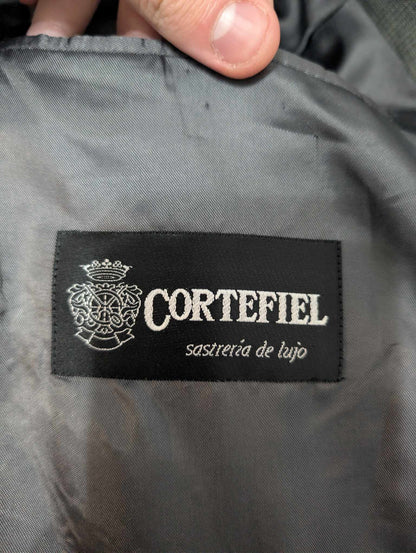 CORTEFIEL
sastrería de lujo